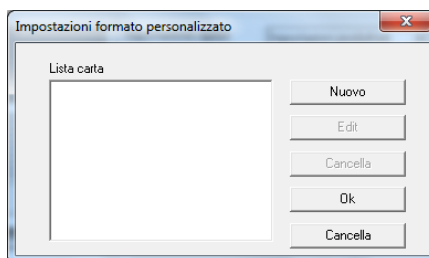 Impostazioni formato personalizzato
Lista carta
Nuovo
Edit
Cancella
Ok
Cancella